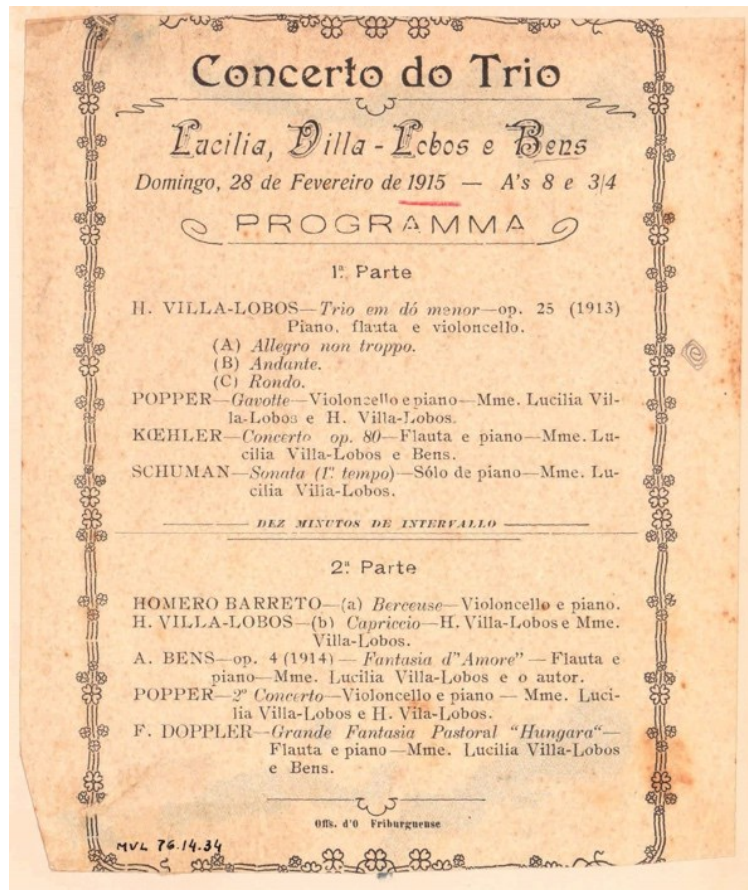 Concerto do Trio
Lucilia, Villa-Lobos e Bens
Domingo, 28 de Fevereiro de 1915 — A's 8 e 3/4
PROGRAMMA
1ª Parte
H. VILLA-LOBOS—Trio em dó menor—op. 25 (1913)
Piano, flauta e violoncello.
(A) Allegro non troppo.
(B) Andante.
(C) Rondo.
POPPER—Gavotte—Violoncello e piano—Mme. Lucilia Vil-
la-Lobos e H. Villa-Lobos.
KŒHLER—Concerto op. 80—Flauta e piano—Mme. Lu-
cilia Villa-Lobos e Bens.
SCHUMAN—Sonata (1º tempo)—Sólo de piano—Mme. Lu-
cilia Villa-Lobos.
DEZ MINUTOS DE INTERVALLO
2ª Parte
HOMERO BARRETO—(a) Berceuse—Violoncello e piano.
H. VILLA-LOBOS—(b) Capriccio—H. Villa-Lobos e Mme.
Villa-Lobos.
A. BENS—op. 4 (1914) — Fantasia d"Amore" — Flauta e
piano—Mme. Lucilia Villa-Lobos e o autor.
POPPER—2º Concerto—Violoncello e piano — Mme. Luci-
lia Villa-Lobos e H. Vila-Lobos.
F. DOPPLER—Grande Fantasia Pastoral "Hungara"—
Flauta e piano—Mme. Lucilia Villa-Lobos
e Bens.
Offs. d'O Friburguense
MVL 76.14.34